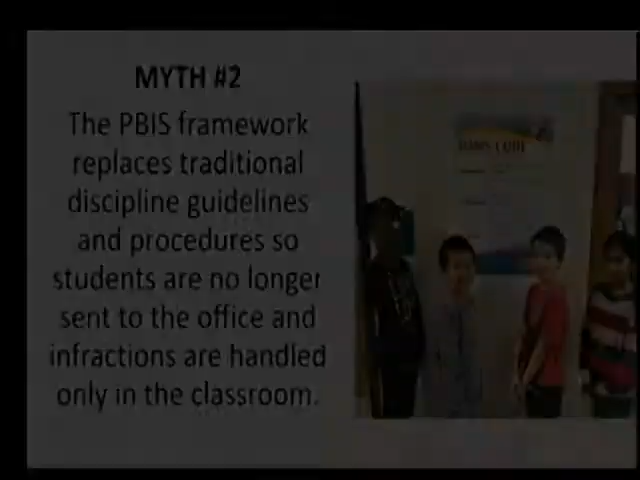 MYTH #2
The PBIS framework
replaces traditional
discipline guidelines
and procedures so
students are no longer
sent to the office and
infractions are handled
only in the classroom.